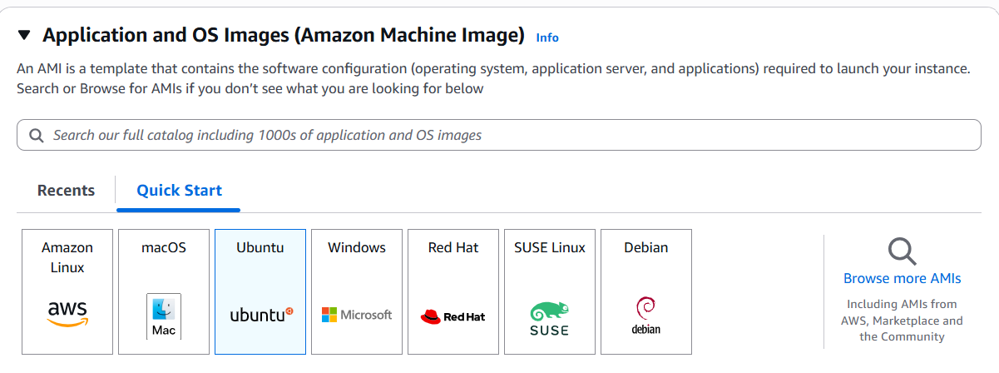 Application and OS Images (Amazon Machine Image) Info
An AMI is a template that contains the software configuration (operating system, application server, and applications) required to launch your instance.
Search or Browse for AMIs if you don’t see what you are looking for below
Search our full catalog including 1000s of application and OS images
Recents
Quick Start
Amazon
Linux
aws
macOS
Mac
Ubuntu
ubuntu
Windows
Microsoft
Red Hat
Red Hat
SUSE Linux
SUSE
Debian
debian
Browse more AMIs
Including AMIs from
AWS, Marketplace and
the Community